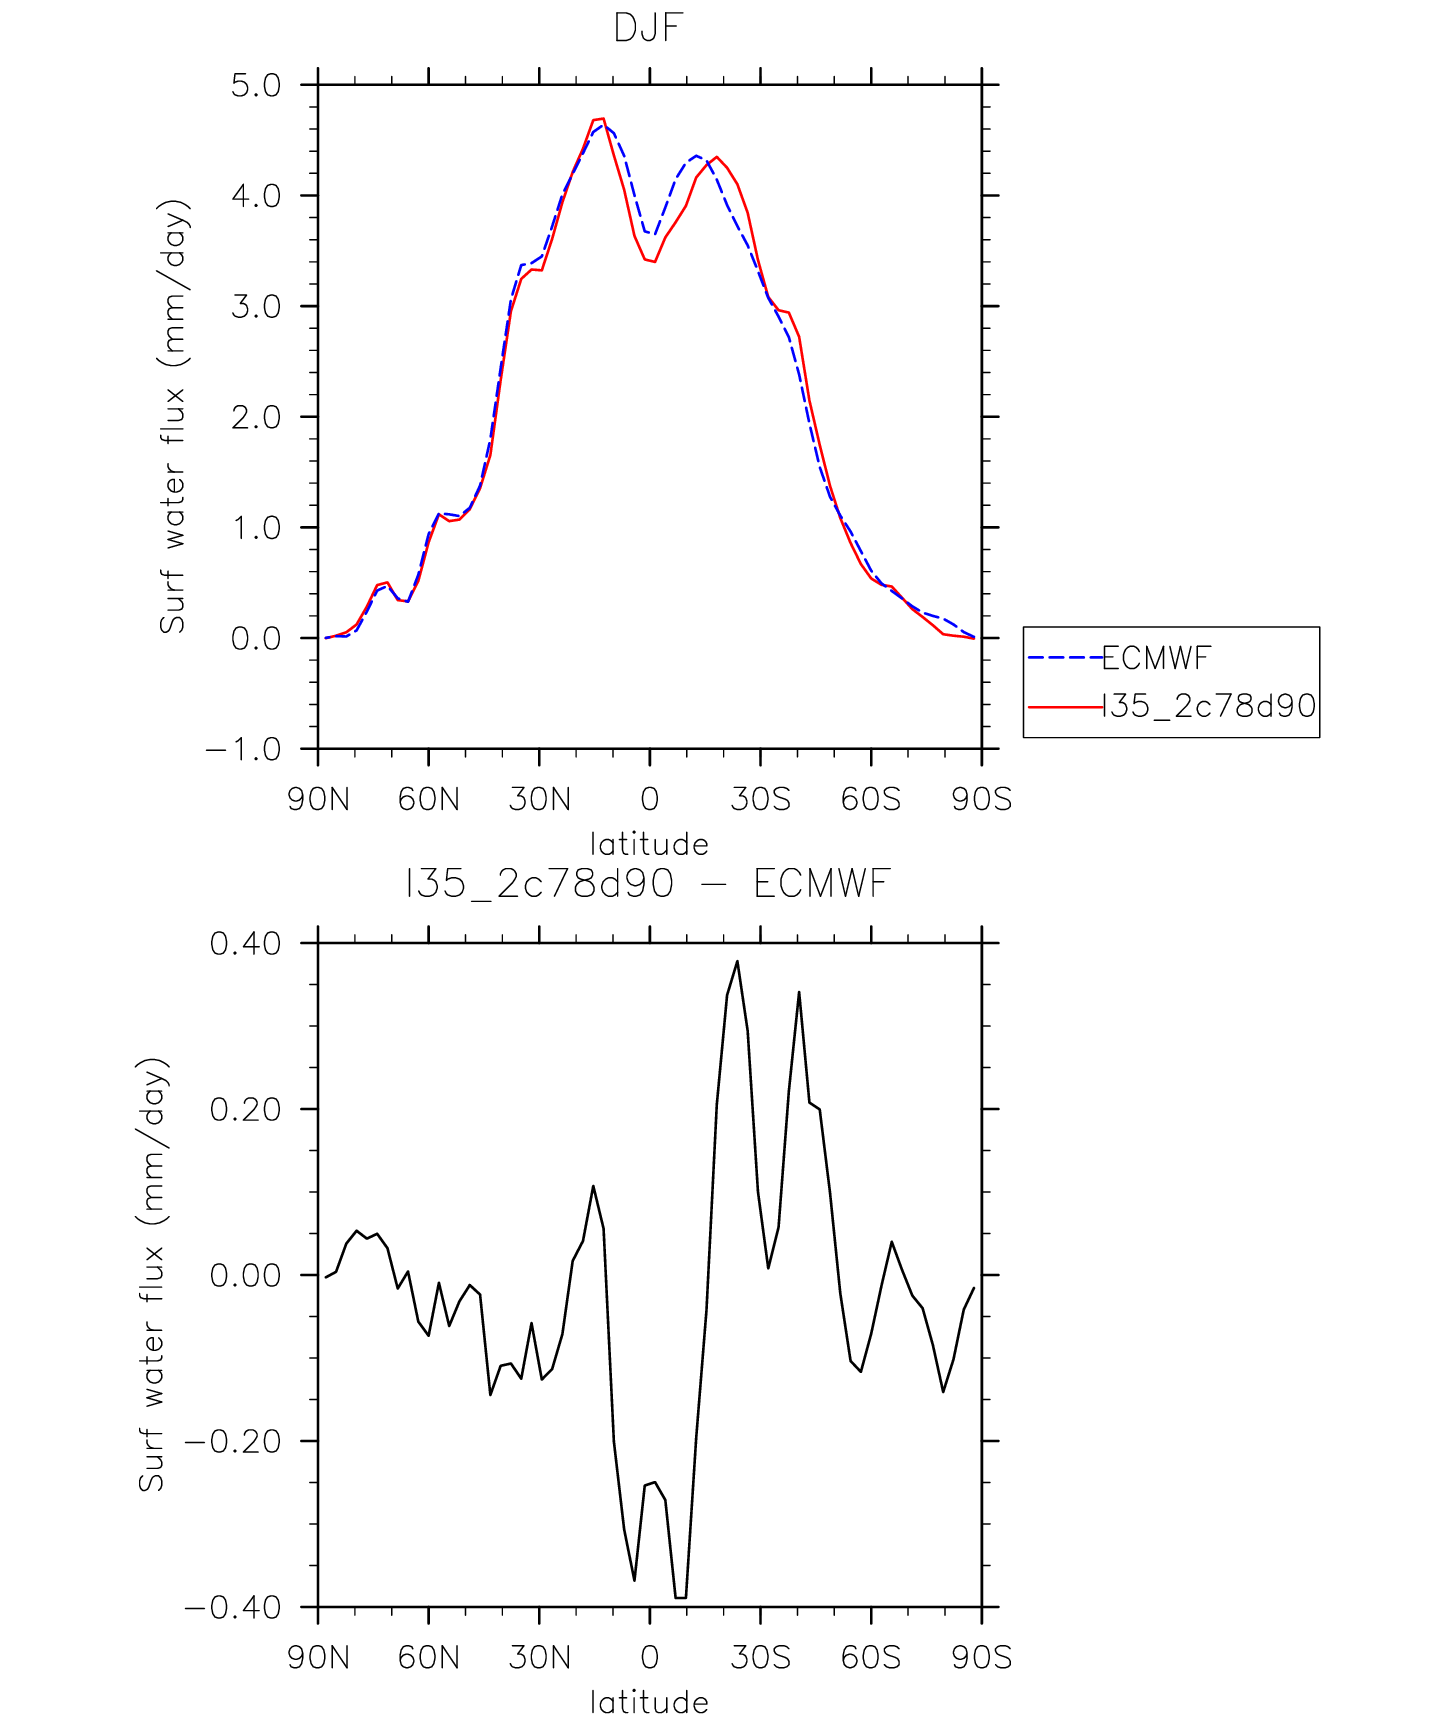 DJF
5.0
4.0
3.0
2.0
1.0
0.0
−1.0
Surf water flux (mm/day)
90N 60N 30N 0 30S 60S 90S
latitude
ECMWF
I35_2c78d90
I35_2c78d90 − ECMWF
0.40
0.20
0.00
−0.20
−0.40
Surf water flux (mm/day)
90N 60N 30N 0 30S 60S 90S
latitude